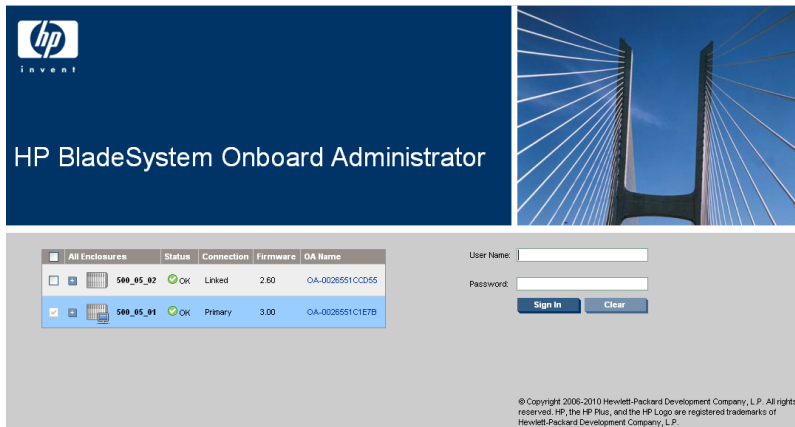 hp
invent
HP BladeSystem Onboard Administrator
All Enclosures Status Connection Firmware OA Name
500_05_02 OK Linked 2.60 OA-0026551CCD55
500_05_01 OK Primary 3.00 OA-0026551C1E7B
User Name:
Password:
Sign In Clear
© Copyright 2006-2010 Hewlett-Packard Development Company, L.P. All rights
reserved. HP, the HP Plus, and the HP Logo are registered trademarks of
Hewlett-Packard Development Company, L.P.